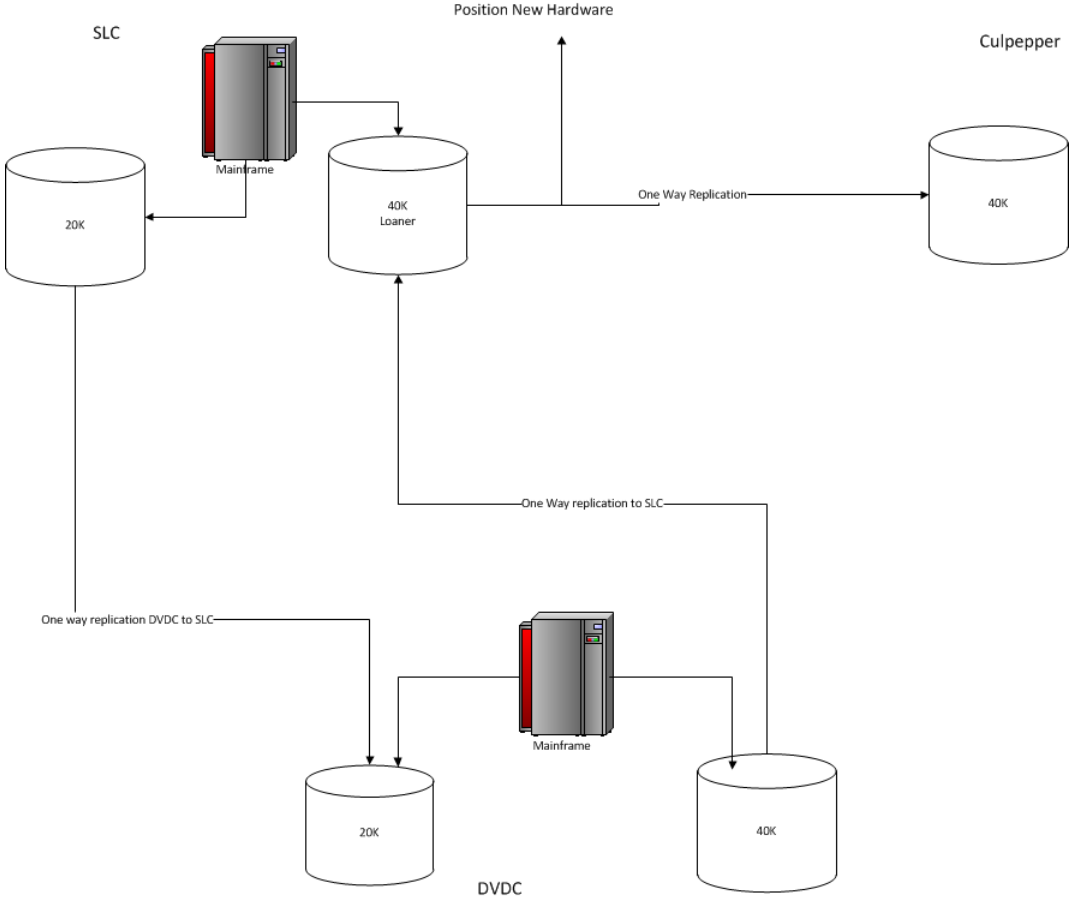 Position New Hardware
SLC
Culpepper
Mainframe
20K
40K
Loaner
One Way Replication
40K
One Way replication to SLC
One way replication DVDC to SLC
Mainframe
20K
40K
DVDC